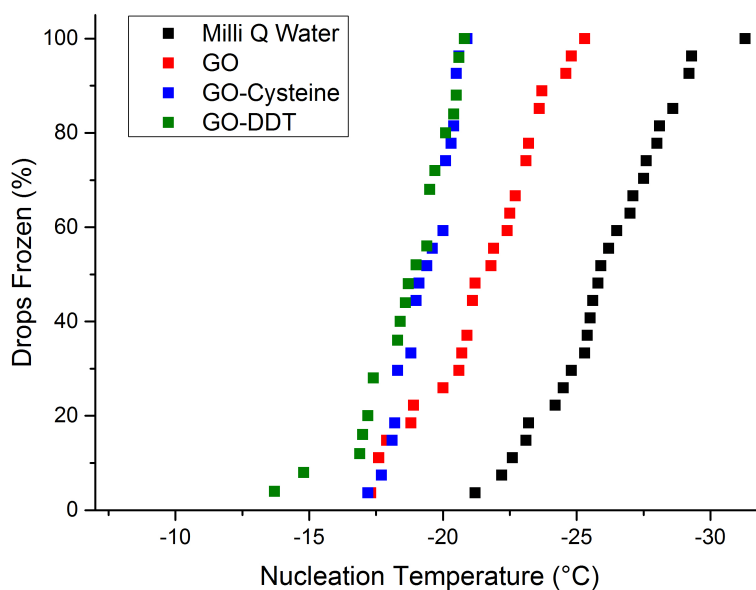 Milli Q Water
GO
GO-Cysteine
GO-DDT
100
80
60
40
20
0
Drops Frozen (%)
-10
-15
-20
-25
-30
Nucleation Temperature (°C)